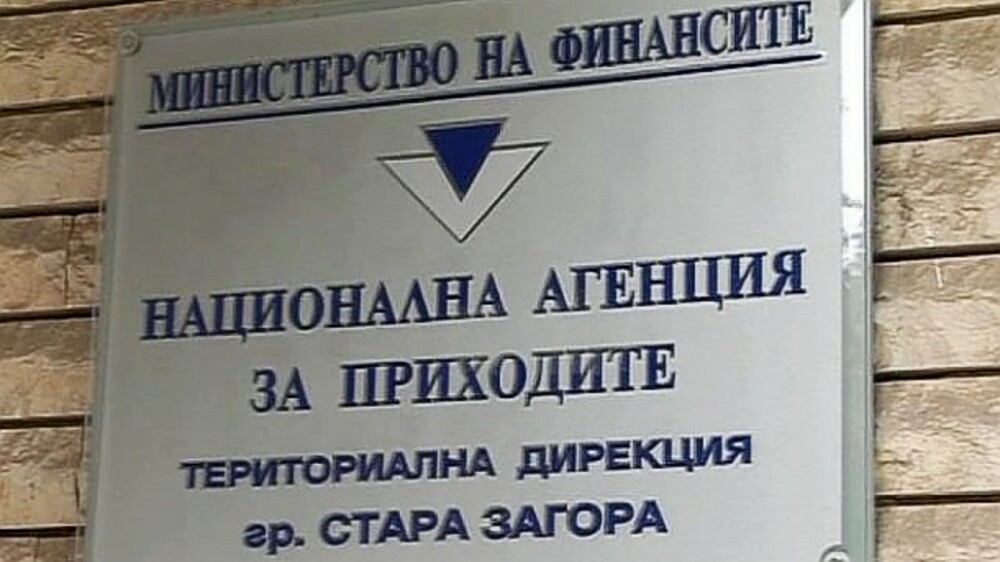 МИНИСТЕРСТВО НА ФИНАНСИТЕ
НАЦИОНАЛНА АГЕНЦИЯ
ЗА ПРИХОДИТЕ
ТЕРИТОРИАЛНА ДИРЕКЦИЯ
гр. СТАРА ЗАГОРА